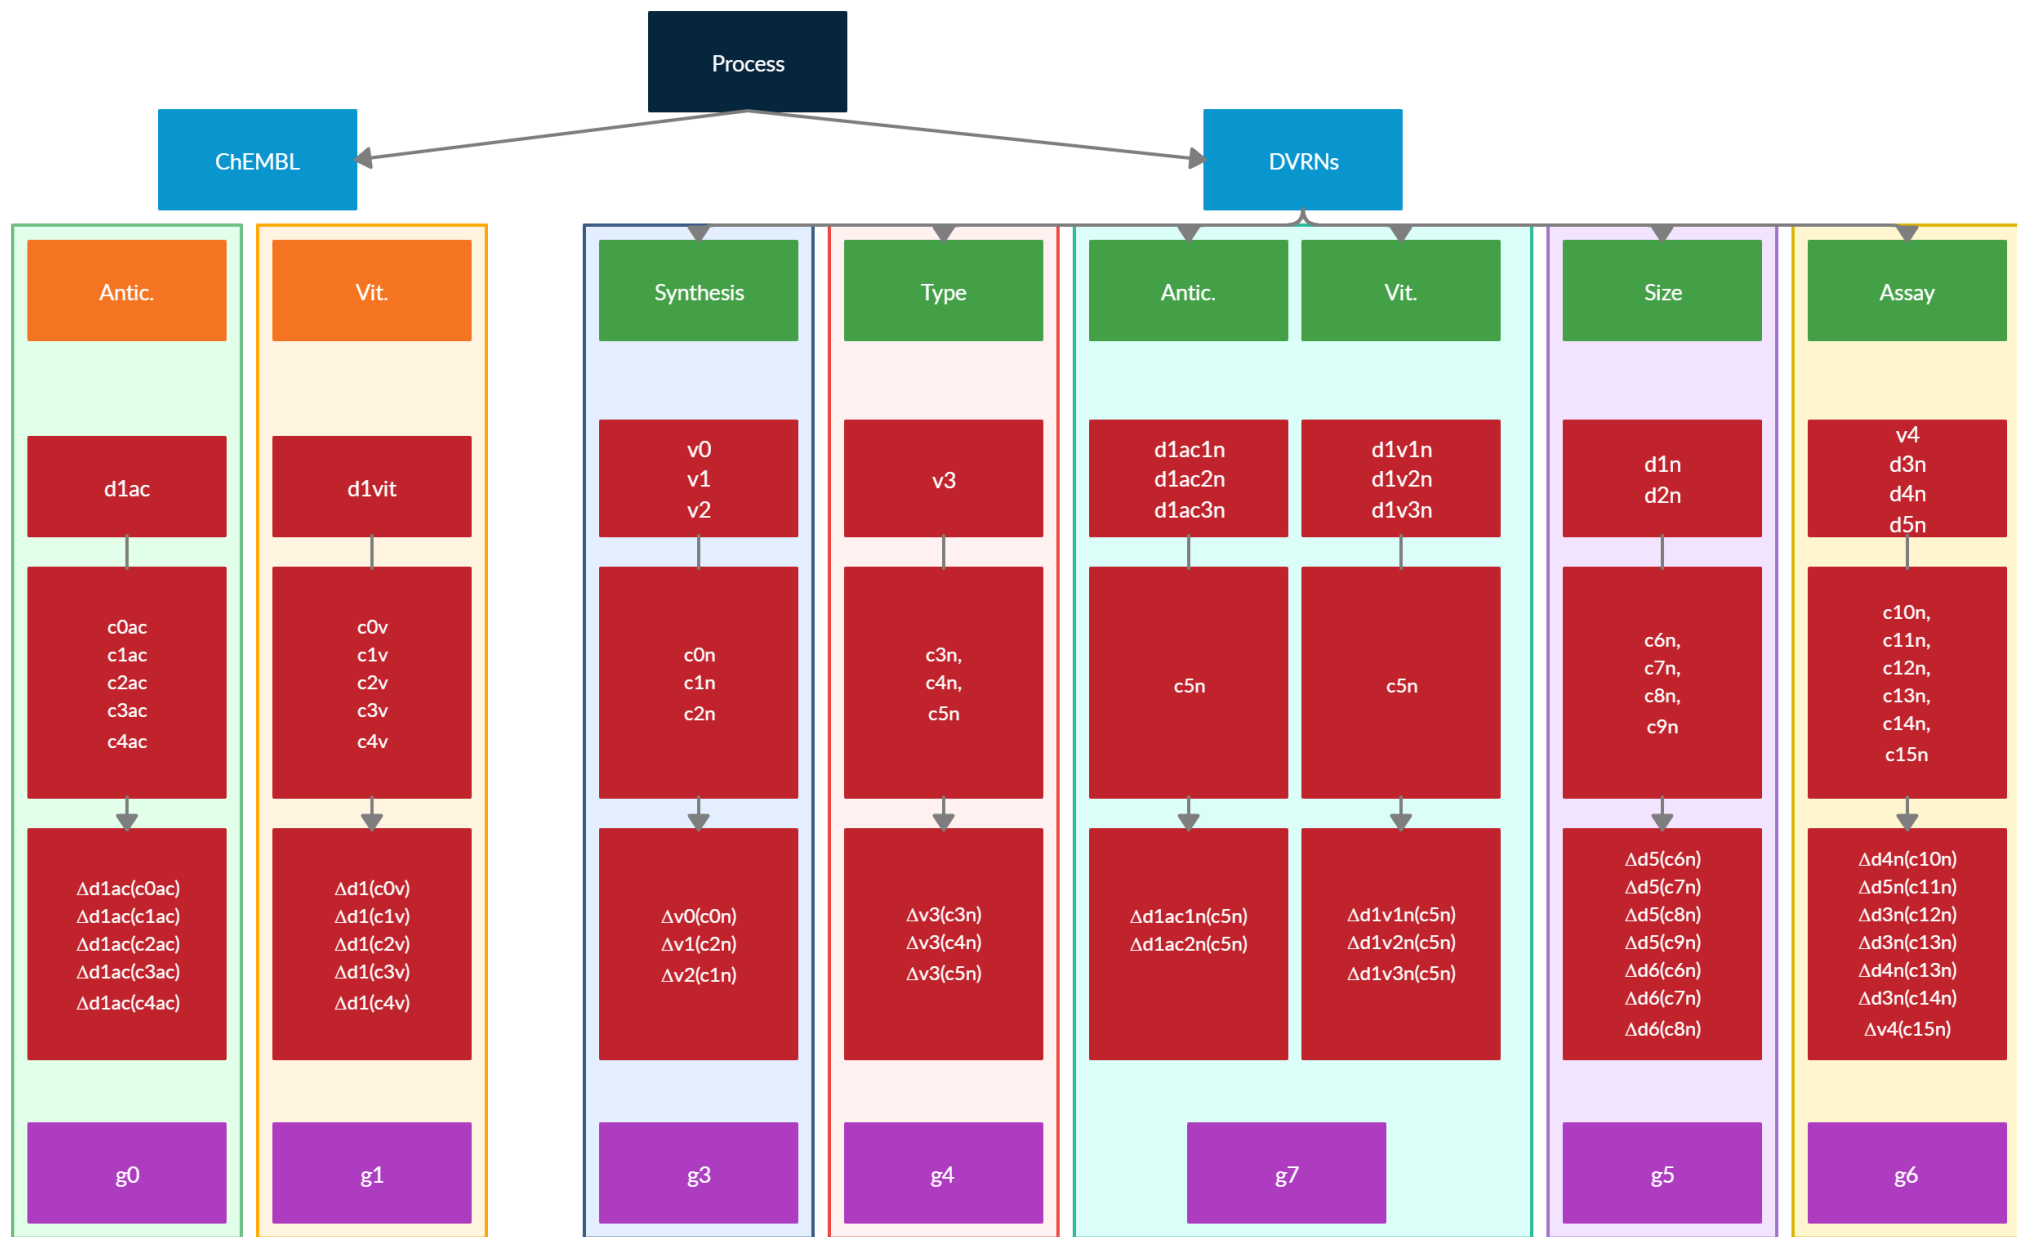 Process
ChEMBL
DVRNs
Antic.
Vit.
Synthesis
Type
Antic.
Vit.
Size
Assay
d1ac
d1vit
v0
v1
v2
v3
d1ac1n
d1ac2n
d1ac3n
d1v1n
d1v2n
d1v3n
d1n
d2n
v4
d3n
d4n
d5n
c0ac
c1ac
c2ac
c3ac
c4ac
c0v
c1v
c2v
c3v
c4v
c0n
c1n
c2n
c3n,
c4n,
c5n
c5n
c5n
c6n,
c7n,
c8n,
c9n
c10n,
c11n,
c12n,
c13n,
c14n,
c15n
Δd1ac(c0ac)
Δd1ac(c1ac)
Δd1ac(c2ac)
Δd1ac(c3ac)
Δd1ac(c4ac)
Δd1(c0v)
Δd1(c1v)
Δd1(c2v)
Δd1(c3v)
Δd1(c4v)
Δv0(c0n)
Δv1(c2n)
Δv2(c1n)
Δv3(c3n)
Δv3(c4n)
Δv3(c5n)
Δd1ac1n(c5n)
Δd1ac2n(c5n)
Δd1v1n(c5n)
Δd1v2n(c5n)
Δd1v3n(c5n)
Δd5(c6n)
Δd5(c7n)
Δd5(c8n)
Δd5(c9n)
Δd6(c6n)
Δd6(c7n)
Δd6(c8n)
Δd4n(c10n)
Δd5n(c11n)
Δd3n(c12n)
Δd3n(c13n)
Δd4n(c13n)
Δd3n(c14n)
Δv4(c15n)
g0
g1
g3
g4
g7
g5
g6